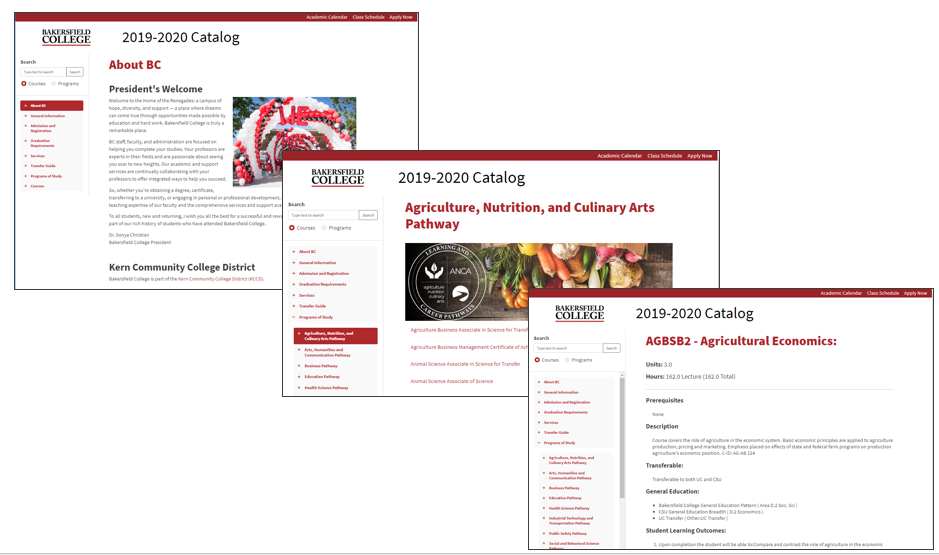 Academic Calendar Class Schedule Apply Now
BAKERSFIELD
COLLEGE
2019-2020 Catalog
Search
Type text to search
Search
Courses
Programs
About BC
General Information
Admission and
Registration
Graduation
Requirements
Services
Transfer Guide
Programs of Study
Courses
About BC
President's Welcome
Welcome to the Home of the Renegades: a campus of
hope, diversity, and support — a place where dreams
can come true through opportunities made possible by
education and hard work. Bakersfield College is truly a
remarkable place.
BC staff, faculty, and administration are focused on
helping you complete your studies. Your professors are
experts in their fields and are passionate about seeing
you soar to new heights. Our academic and support
services are continually collaborating with your
professors to offer integrated ways to help you succeed.
So, whether you're obtaining a degree, certificate,
transferring to a university, or engaging in personal or professional development,
teaching expertise of our faculty and the comprehensive services and support
To all students, new and returning, I wish you all the best for a successful and
part of our rich history of students who have attended Bakersfield College.
Dr. Sonya Christian
Bakersfield College President
Kern Community College District
Bakersfield College is part of the Kern Community College District (KCCD).
Academic Calendar Class Schedule Apply Now
BAKERSFIELD
COLLEGE
2019-2020 Catalog
Search
Type text to search
Search
Courses
Programs
About BC
General Information
Admission and Registration
Graduation Requirements
Services
Transfer Guide
Programs of Study
Agriculture, Nutrition, and
Culinary Arts Pathway
Arts, Humanities and
Communication Pathway
Business Pathway
Education Pathway
Health Science Pathway
Agriculture, Nutrition, and Culinary Arts
Pathway
LEARNING AND
ANCA
agriculture
nutrition
culinary
arts
CAREER PATHWAYS
Agriculture Business Associate in Science for
Agriculture Business Management Certificate of
Animal Science Associate in Science for Transfer
Animal Science Associate of Science
Academic Calendar Class Schedule Apply Now
BAKERSFIELD
COLLEGE
2019-2020 Catalog
Search
Type text to search
Search
Courses
Programs
About BC
General Information
Admission and Registration
Graduation Requirements
Services
Transfer Guide
Programs of Study
Agriculture, Nutrition, and
Culinary Arts Pathway
Arts, Humanities and
Communication Pathway
Business Pathway
Education Pathway
Health Science Pathway
Industrial Technology and
Transportation Pathway
Public Safety Pathway
Social and Behavioral Science
AGBSB2 - Agricultural Economics:
Units: 3.0
Hours: 162.0 Lecture (162.0 Total)
Prerequisites
None
Description
Course covers the role of agriculture in the economic system. Basic economic principles are applied to agriculture
production, pricing and marketing. Emphasis placed on effects of state and federal farm programs on production
agriculture's economic position. C-ID: AG-AB 124
Transferable:
Transferable to both UC and CSU
General Education:
Bakersfield College General Education Pattern ( Area D.2 Soc. Sci )
CSU General Education Breadth ( D.2 Economics )
UC Transfer ( Other:UC Transfer )
Student Learning Outcomes:
1. Upon completion the student will be able to:Compare and contrast the role of agriculture in the economic